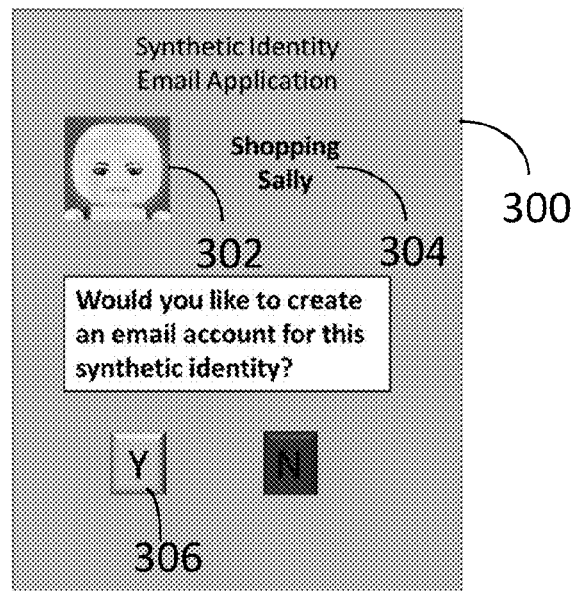 Synthetic Identity
Email Application
Shopping
Sally
300
302
304
Would you like to create
an email account for this
synthetic identity?
Y
N
306